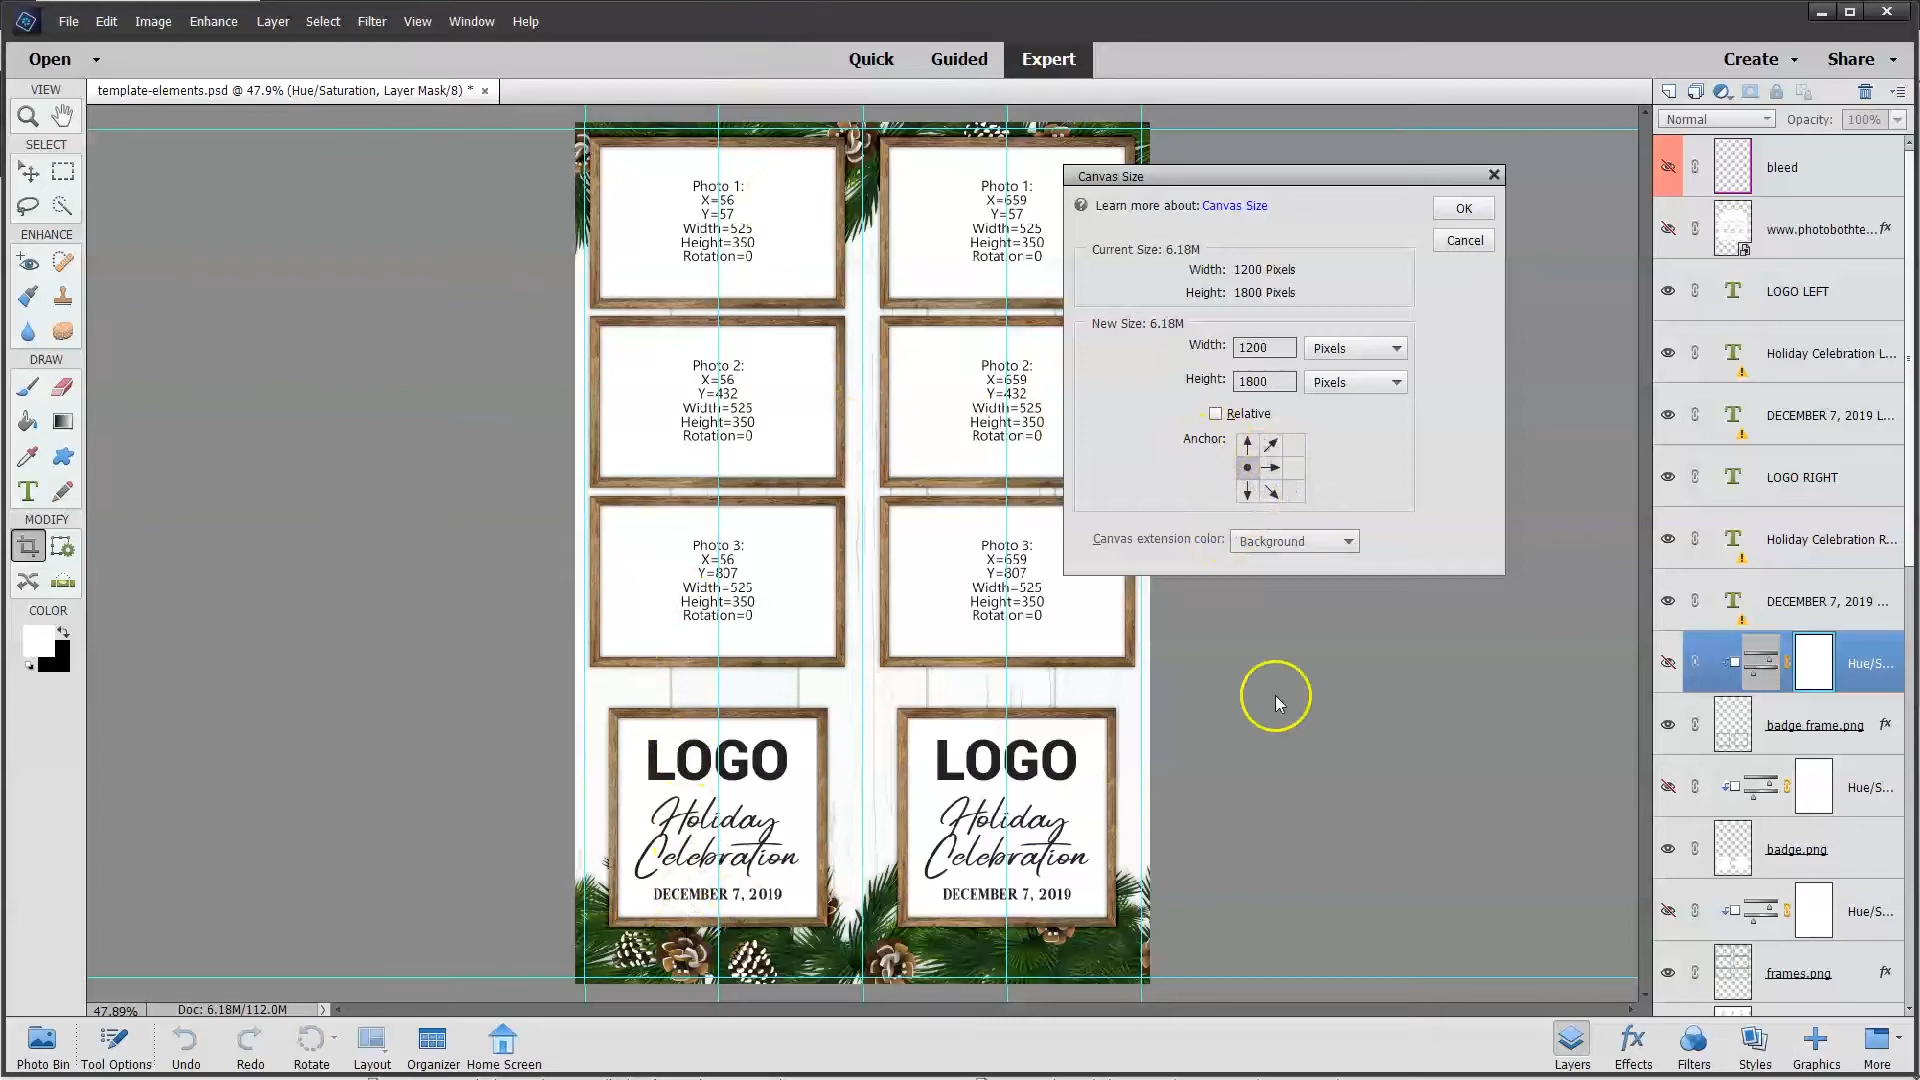 File Edit Image Enhance Layer Select Filter View Window Help
Open Quick Guided Expert Create Share
VIEW
template-elements.psd @ 47.9% (Hue/Saturation, Layer Mask/8) * ×
Normal Opacity: 100%
SELECT
ENHANCE
DRAW
MODIFY
COLOR
Photo 1:
X=56
Y=57
Width=525
Height=350
Rotation=0
Photo 1:
X=659
Y=57
Width=525
Height=350
Rotation=0
Photo 2:
X=56
Y=432
Width=525
Height=350
Rotation=0
Photo 2:
X=659
Y=432
Width=525
Height=350
Rotation=0
Photo 3:
X=56
Y=807
Width=525
Height=350
Rotation=0
Photo 3:
X=659
Y=807
Width=525
Height=350
Rotation=0
LOGO
Holiday
Celebration
DECEMBER 7, 2019
LOGO
Holiday
Celebration
DECEMBER 7, 2019
Canvas Size
Learn more about: Canvas Size
OK
Cancel
Current Size: 6.18M
Width: 1200 Pixels
Height: 1800 Pixels
New Size: 6.18M
Width: 1200 Pixels
Height: 1800 Pixels
Relative
Anchor:
Canvas extension color: Background
bleed
www.photobothte... fx
LOGO LEFT
Holiday Celebration L...
DECEMBER 7, 2019 L...
LOGO RIGHT
Holiday Celebration R...
DECEMBER 7, 2019 ...
Hue/S...
badge frame.png fx
Hue/S...
badge.png
Hue/S...
frames.png fx
47.89% Doc: 6.18M/112.0M
Photo Bin Tool Options Undo Redo Rotate Layout Organizer Home Screen Layers Effects Filters Styles Graphics More